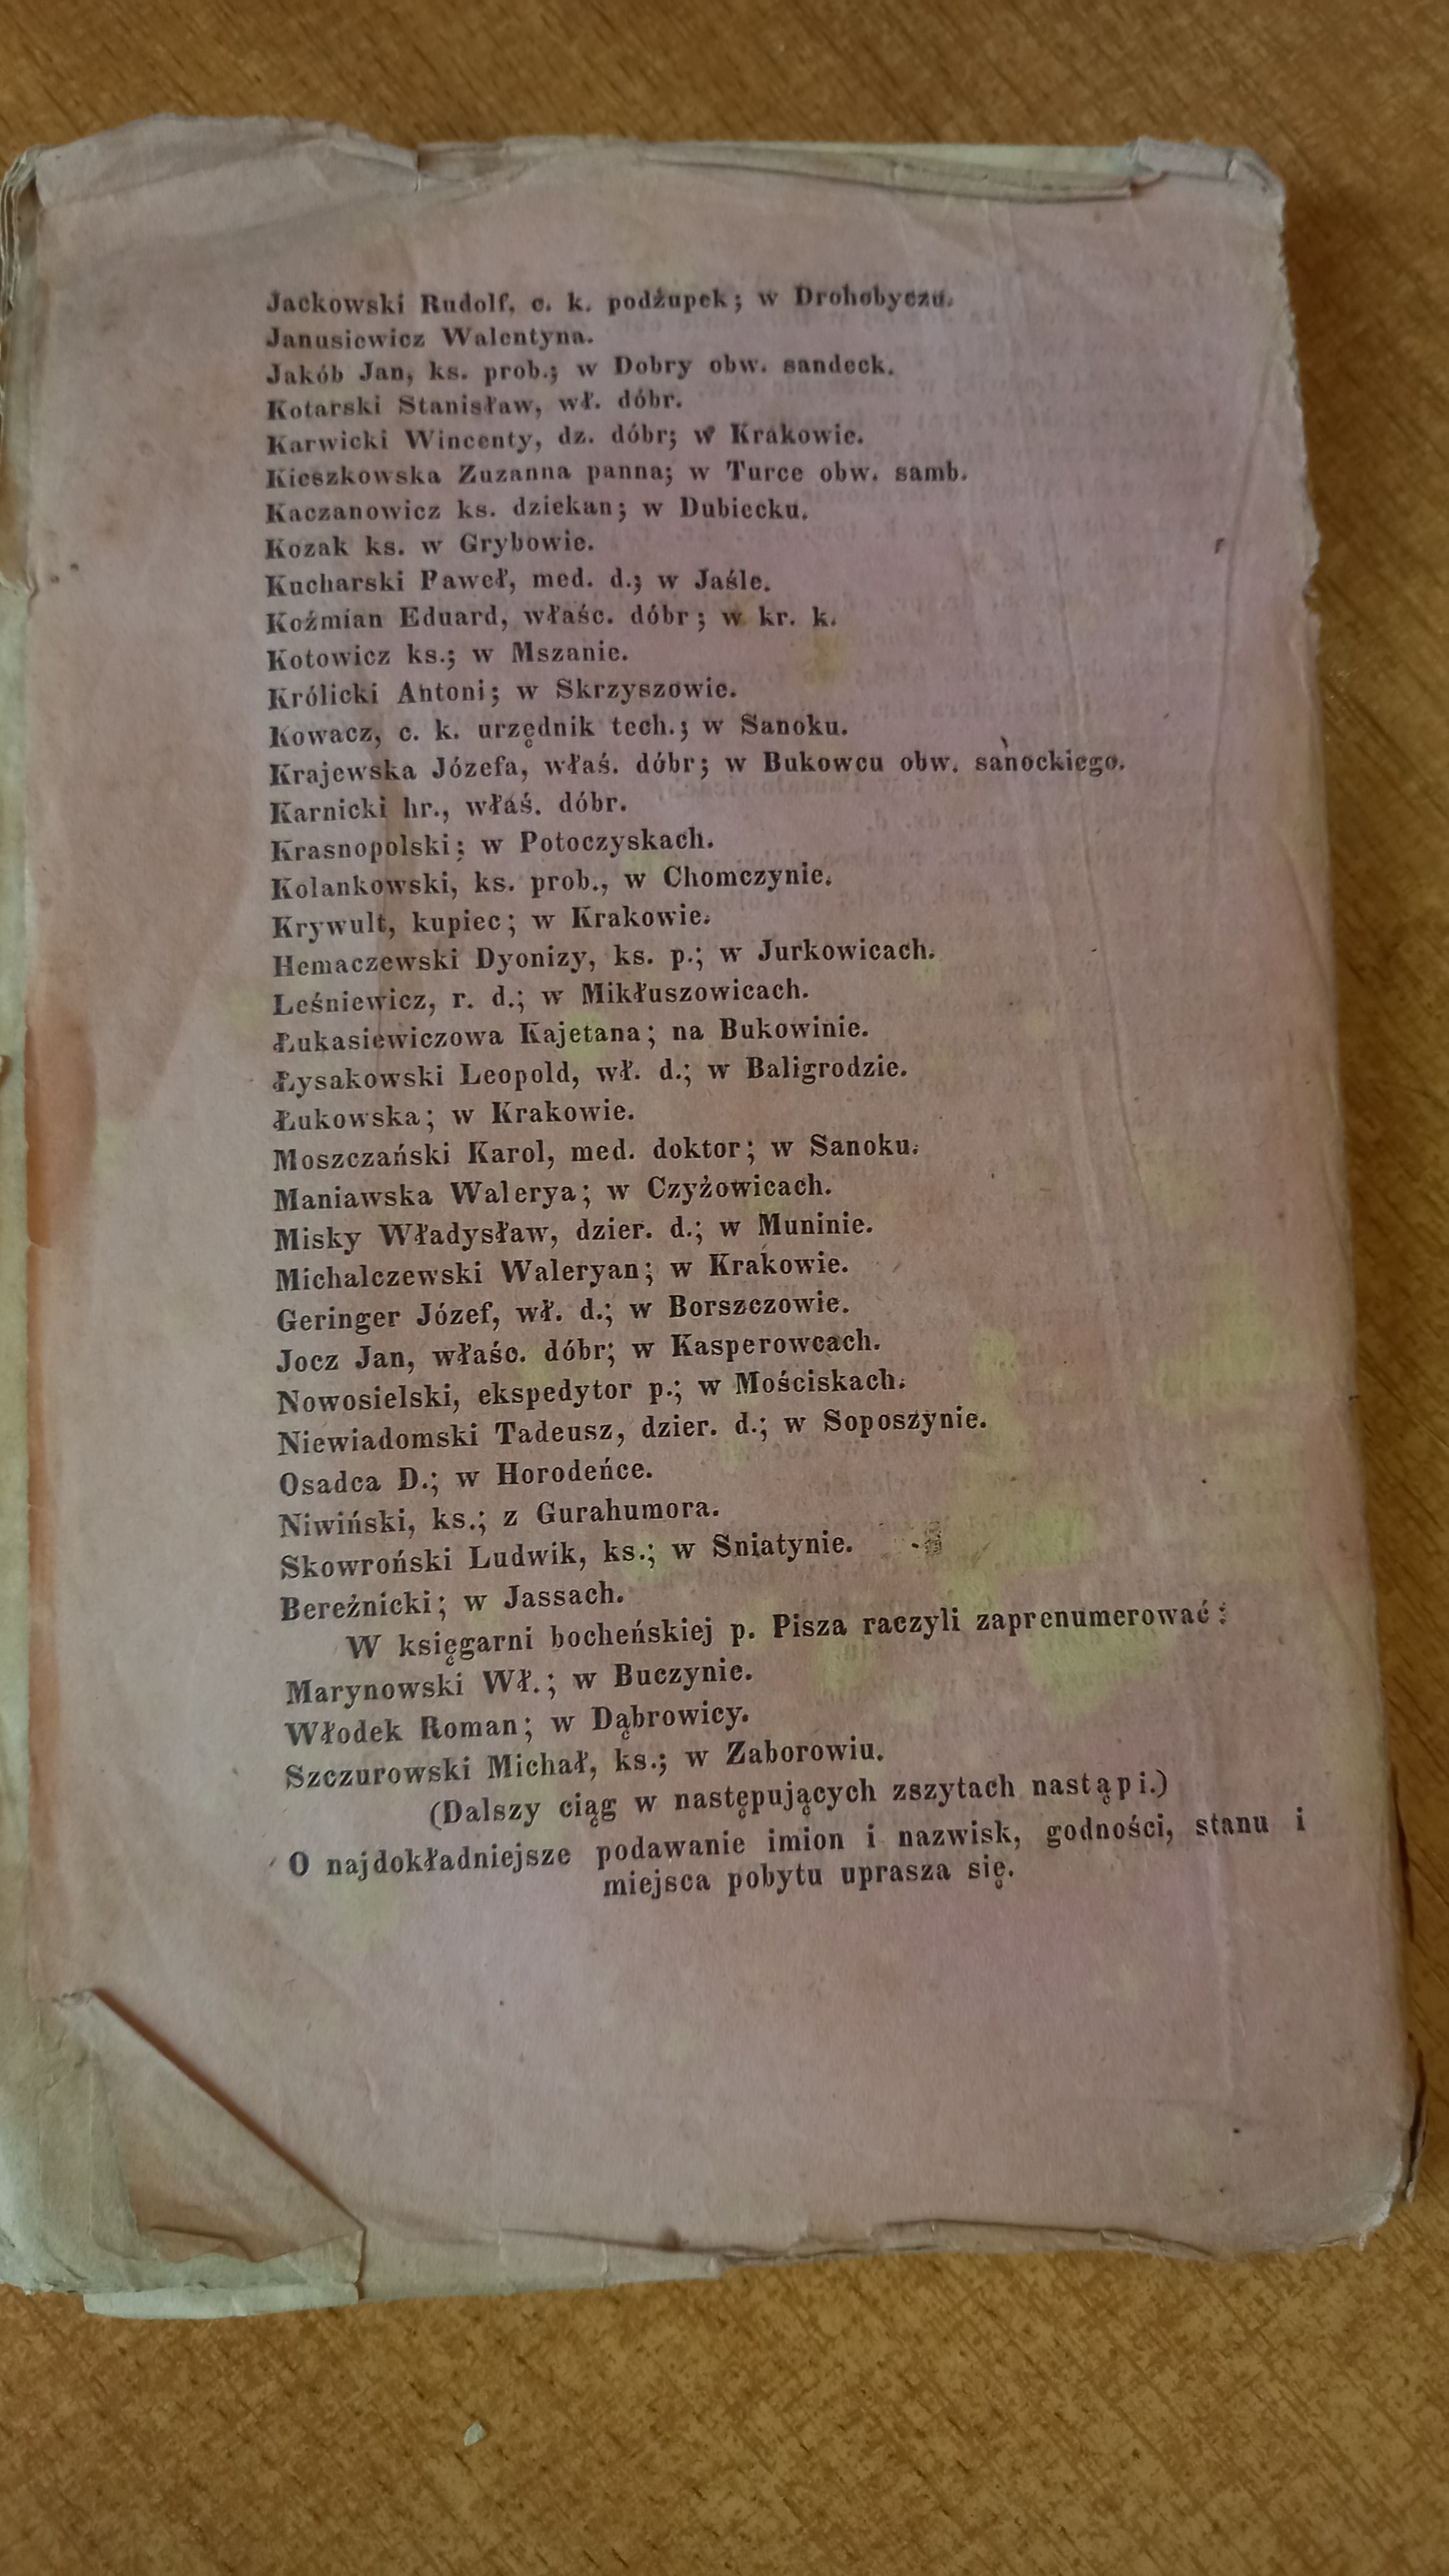 Jackowski Rudolf, c. k. podżupek; w Drohobyczu.
Janusiewicz Walentyna.
Jakób Jan, ks. prob.; w Dobry obw. sandeck.
Kotarski Stanisław, wł. dóbr.
Karwicki Wincenty, dz. dóbr; w Krakowie.
Kieszkowska Zuzanna panna; w Turce obw. samb.
Kaczanowicz ks. dziekan; w Dubiecku.
Kozak ks. w Grybowie.
Kucharski Paweł, med. d.; w Jaśle.
Koźmian Eduard, właśc. dóbr; w kr. k.
Kotowicz ks.; w Mszanie.
Królicki Antoni; w Skrzyszowie.
Kowacz, c. k. urzędnik tech.; w Sanoku.
Krajewska Józefa, właś. dóbr; w Bukowcu obw. sanockiego.
Karnicki hr., właś. dóbr.
Krasnopolski; w Potoczyskach.
Kolankowski, ks. prob., w Chomczynie.
Krywult, kupiec; w Krakowie.
Hemaczewski Dyonizy, ks. p.; w Jurkowicach.
Leśniewicz, r. d.; w Mikłuszowicach.
Łukasiewiczowa Kajetana; na Bukowinie.
Łysakowski Leopold, wł. d.; w Baligrodzie.
Łukowska; w Krakowie.
Moszczański Karol, med. doktor; w Sanoku.
Maniawska Walerya; w Czyżowicach.
Misky Władysław, dzier. d.; w Muninie.
Michalczewski Waleryan; w Krakowie.
Geringer Józef, wł. d.; w Borszczowie.
Jocz Jan, właśc. dóbr; w Kasperowcach.
Nowosielski, ekspedytor p.; w Mościskach.
Niewiadomski Tadeusz, dzier. d.; w Soposzynie.
Osadca D.; w Horodeńce.
Niwiński, ks.; z Gurahumora.
Skowroński Ludwik, ks.; w Sniatynie.
Bereżnicki; w Jassach.
W księgarni bocheńskiej p. Pisza raczyli zaprenumerować:
Marynowski Wł.; w Buczynie.
Włodek Roman; w Dąbrowicy.
Szczurowski Michał, ks.; w Zaborowiu.
(Dalszy ciąg w następujących zszytach nastąpi.)
O najdokładniejsze podawanie imion i nazwisk, godności, stanu i
miejsca pobytu uprasza się.